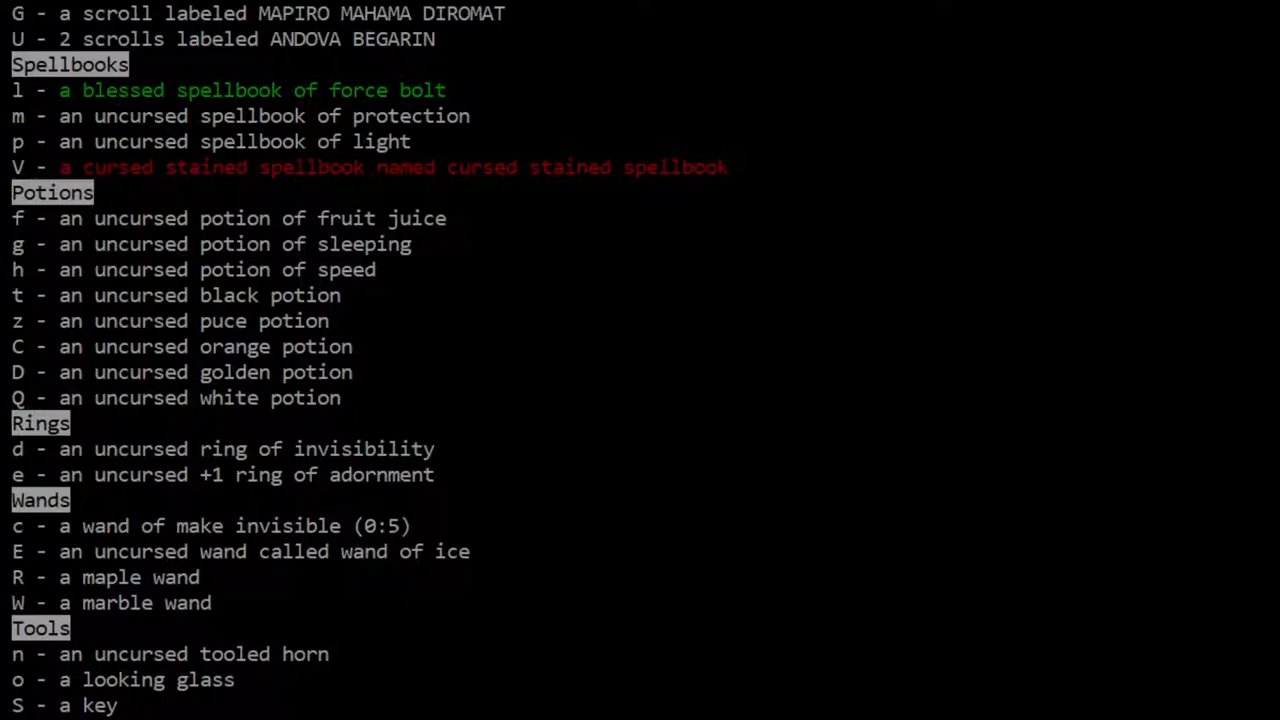 G - a scroll labeled MAPIRO MAHAMA DIROMAT
U - 2 scrolls labeled ANDOVA BEGARIN
Spellbooks
l - a blessed spellbook of force bolt
m - an uncursed spellbook of protection
p - an uncursed spellbook of light
V - a cursed stained spellbook named cursed stained spellbook
Potions
f - an uncursed potion of fruit juice
g - an uncursed potion of sleeping
h - an uncursed potion of speed
t - an uncursed black potion
z - an uncursed puce potion
C - an uncursed orange potion
D - an uncursed golden potion
Q - an uncursed white potion
Rings
d - an uncursed ring of invisibility
e - an uncursed +1 ring of adornment
Wands
c - a wand of make invisible (0:5)
E - an uncursed wand called wand of ice
R - a maple wand
W - a marble wand
Tools
n - an uncursed tooled horn
o - a looking glass
S - a key